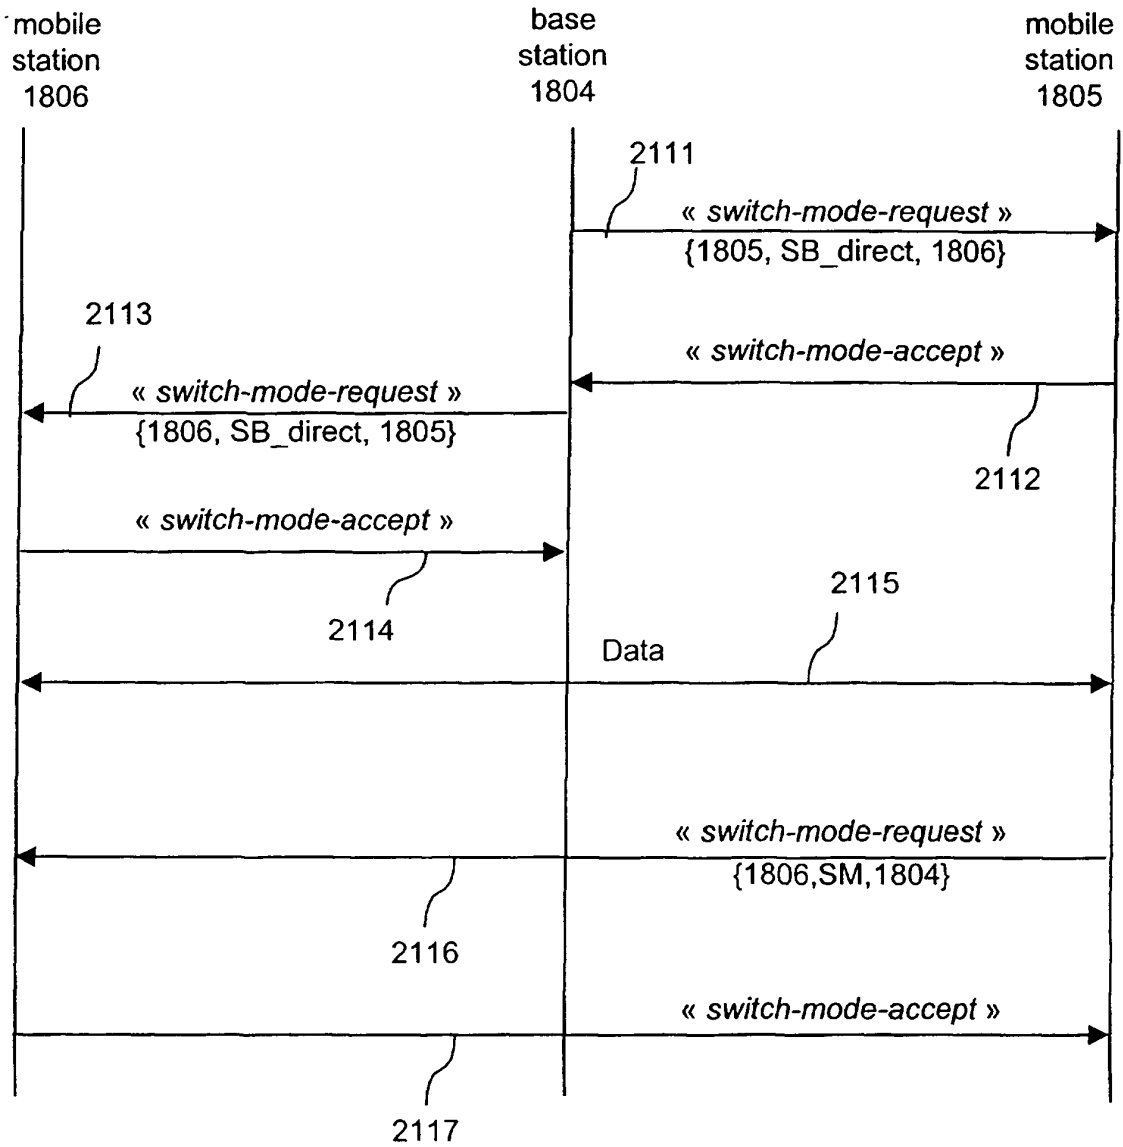 mobile
station
1806
base
station
1804
mobile
station
1805
2111
« switch-mode-request »
{1805, SB_direct, 1806}
2113
« switch-mode-accept »
« switch-mode-request »
{1806, SB_direct, 1805}
2112
« switch-mode-accept »
2115
2114
Data
« switch-mode-request »
{1806,SM,1804}
2116
« switch-mode-accept »
2117